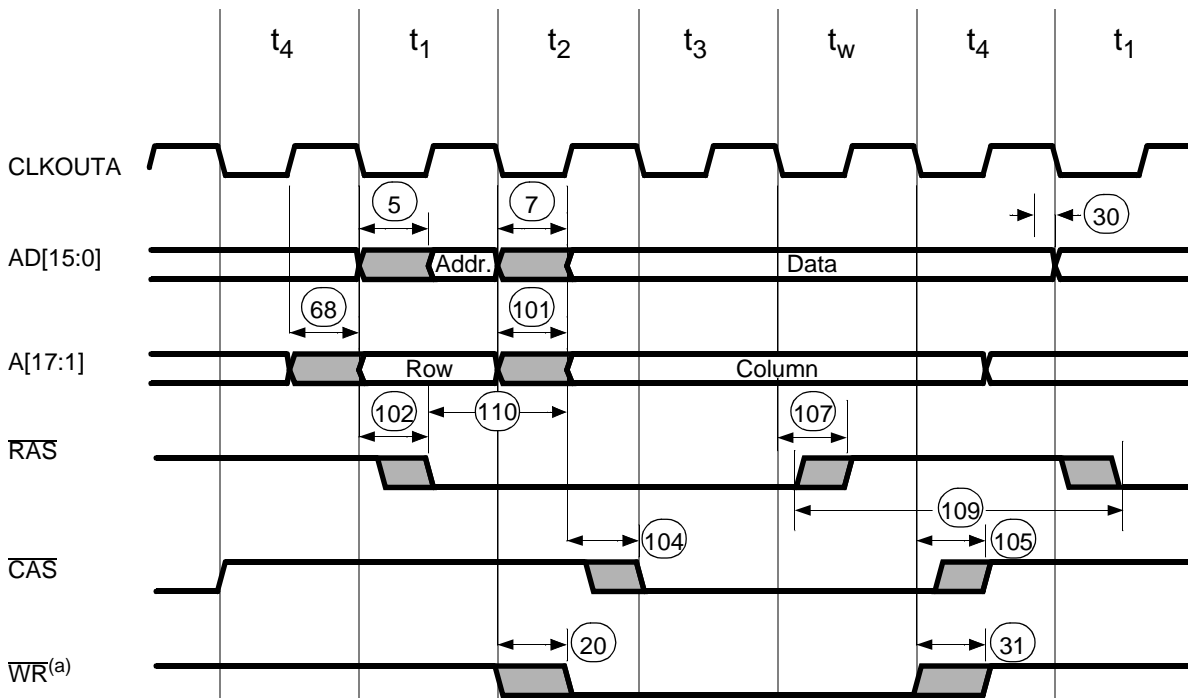 t4 t1 t2 t3 tw t4 t1
CLKOUTA
5 7 30
AD[15:0] Addr. Data
68 101
A[17:1] Row Column
102 110 107
RAS
109
104 105
CAS
20 31
WR(a)